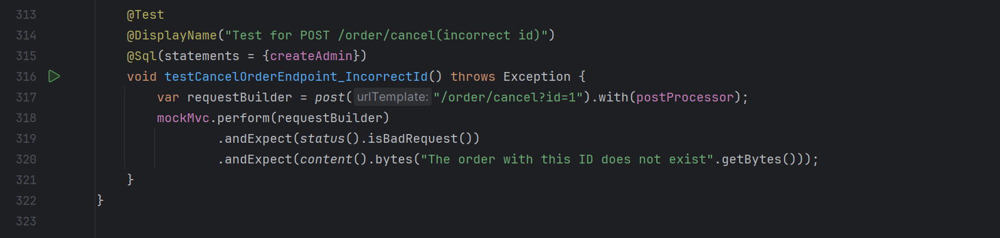 313 @Test
314 @DisplayName("Test for POST /order/cancel(incorrect id)")
315 @Sql(statements = {createAdmin})
316 void testCancelOrderEndpoint_IncorrectId() throws Exception {
317 var requestBuilder = post( urlTemplate: "/order/cancel?id=1").with(postProcessor);
318 mockMvc.perform(requestBuilder)
319 .andExpect(status().isBadRequest())
320 .andExpect(content().bytes("The order with this ID does not exist".getBytes()));
321 }
322 }
323